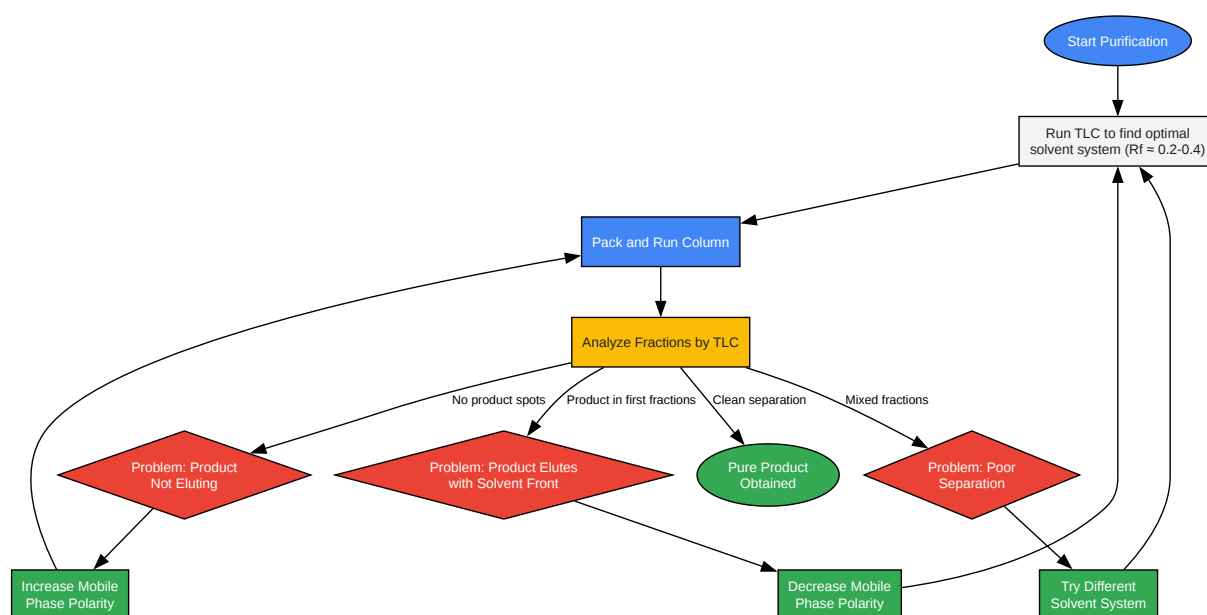 Start Purification
Run TLC to find optimal
solvent system (Rf ≈ 0.2-0.4)
Pack and Run Column
Analyze Fractions by TLC
No product spots
Product in first fractions
Clean separation
Mixed fractions
Problem: Product
Not Eluting
Problem: Product Elutes
with Solvent Front
Pure Product
Obtained
Problem: Poor
Separation
Increase Mobile
Phase Polarity
Decrease Mobile
Phase Polarity
Try Different
Solvent System